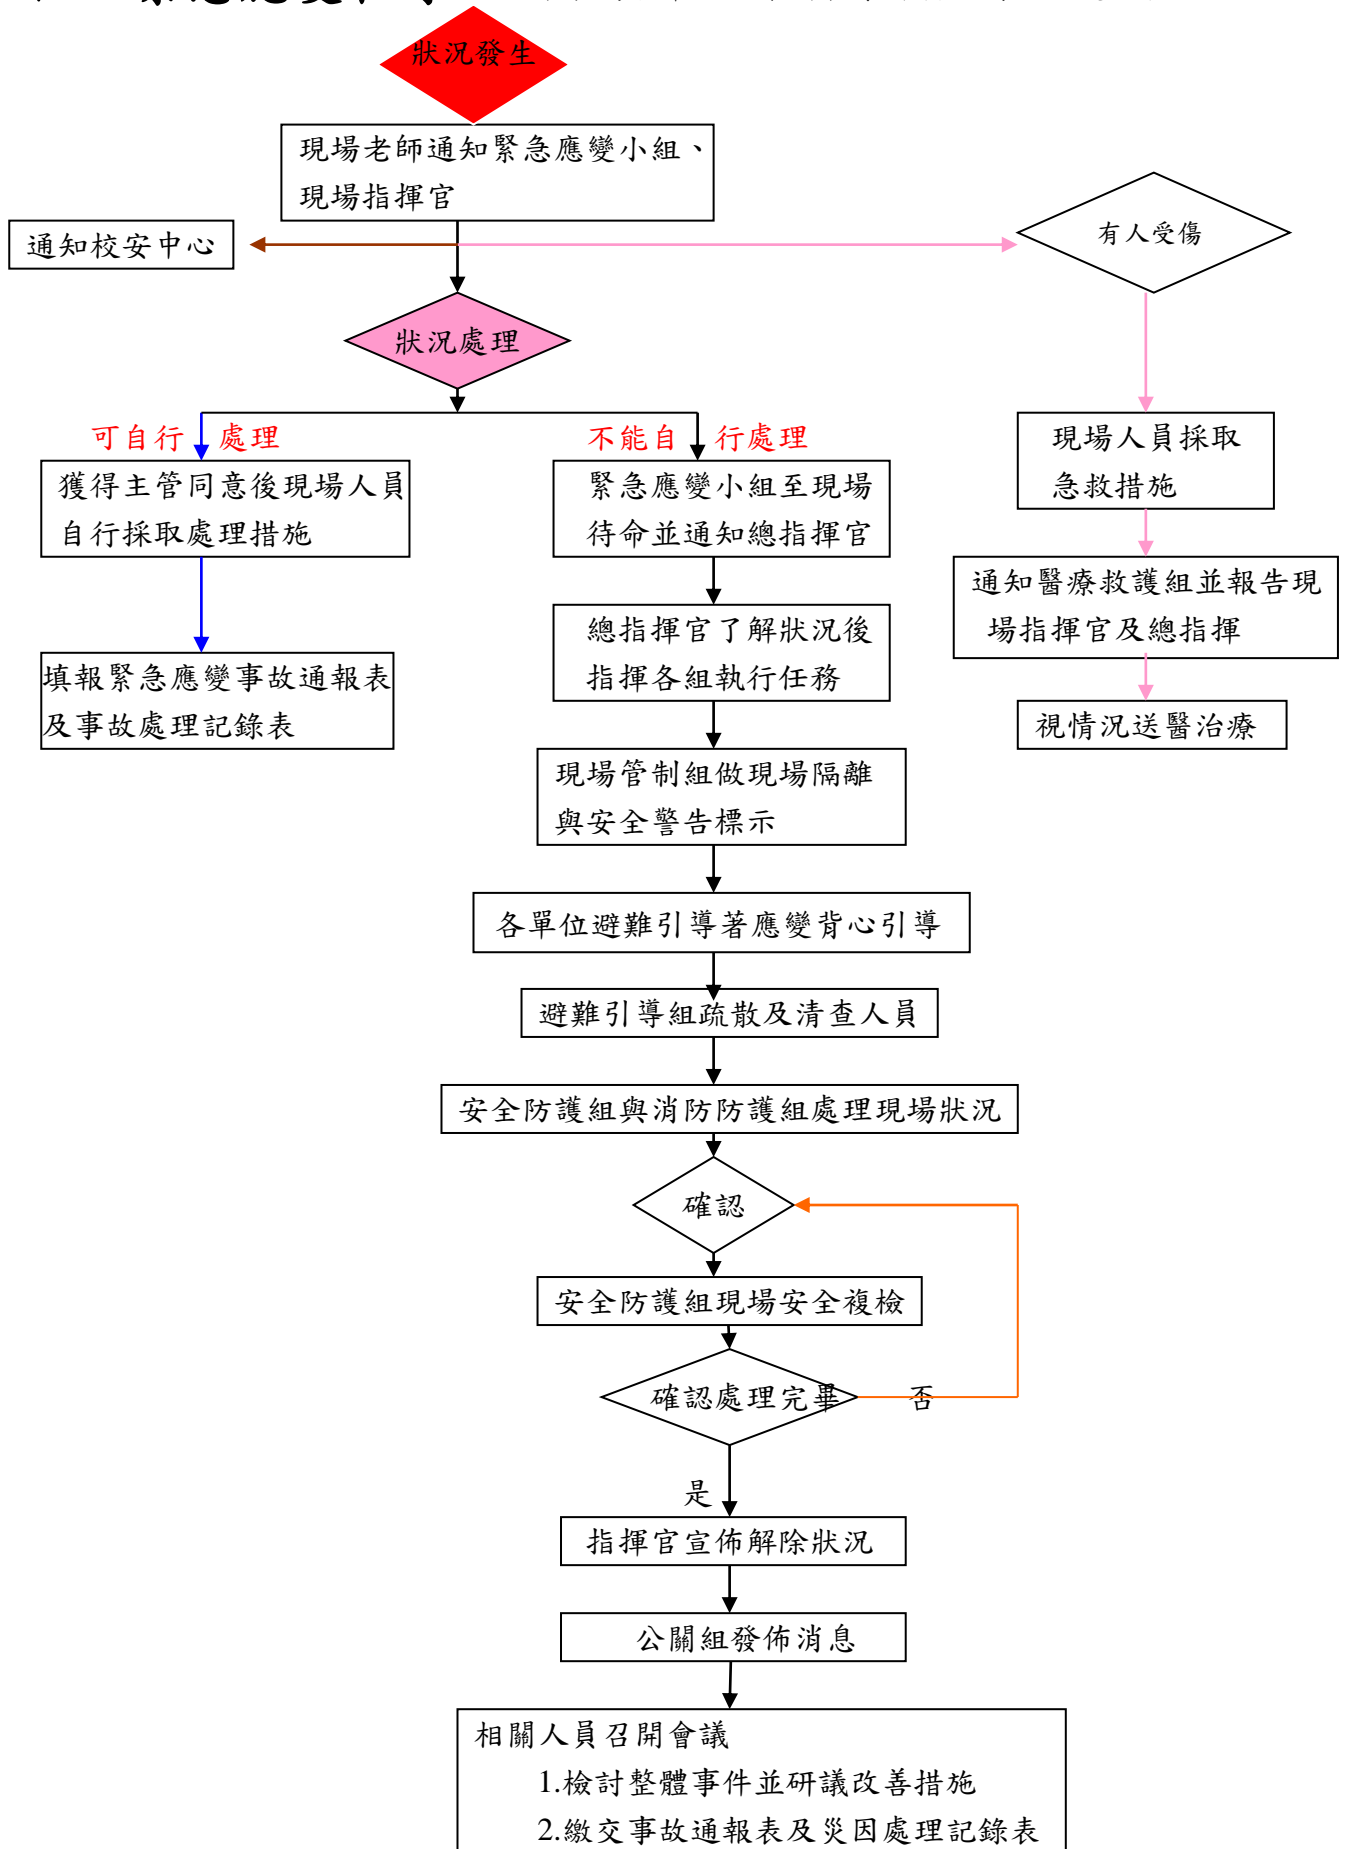 狀況發生
現場老師通知緊急應變小組、
現場指揮官
通知校安中心
有人受傷
狀況處理
可自行 處理
不能自 行處理
獲得主管同意後現場人員
自行採取處理措施
緊急應變小組至現場
待命並通知總指揮官
現場人員採取
急救措施
通知醫療救護組並報告現
場指揮官及總指揮
視情況送醫治療
填報緊急應變事故通報表
及事故處理記錄表
總指揮官了解狀況後
指揮各組執行任務
現場管制組做現場隔離
與安全警告標示
各單位避難引導著應變背心引導
避難引導組疏散及清查人員
安全防護組與消防防護組處理現場狀況
確認
安全防護組現場安全複檢
確認處理完畢
否
是
指揮官宣佈解除狀況
公關組發佈消息
相關人員召開會議
1.檢討整體事件並研議改善措施
2.繳交事故通報表及災因處理記錄表